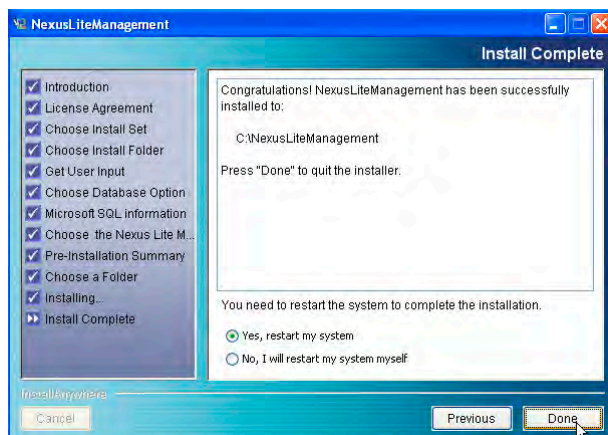 NexusLiteManagement
Install Complete
Introduction
License Agreement
Choose Install Set
Choose Install Folder
Get User Input
Choose Database Option
Microsoft SQL information
Choose the Nexus Lite M...
Pre-Installation Summary
Choose a Folder
Installing...
Install Complete
Congratulations! NexusLiteManagement has been successfully
installed to:
C:\NexusLiteManagement
Press "Done" to quit the installer.
You need to restart the system to complete the installation.
Yes, restart my system
No, I will restart my system myself
InstallAnywhere
Cancel
Previous
Done